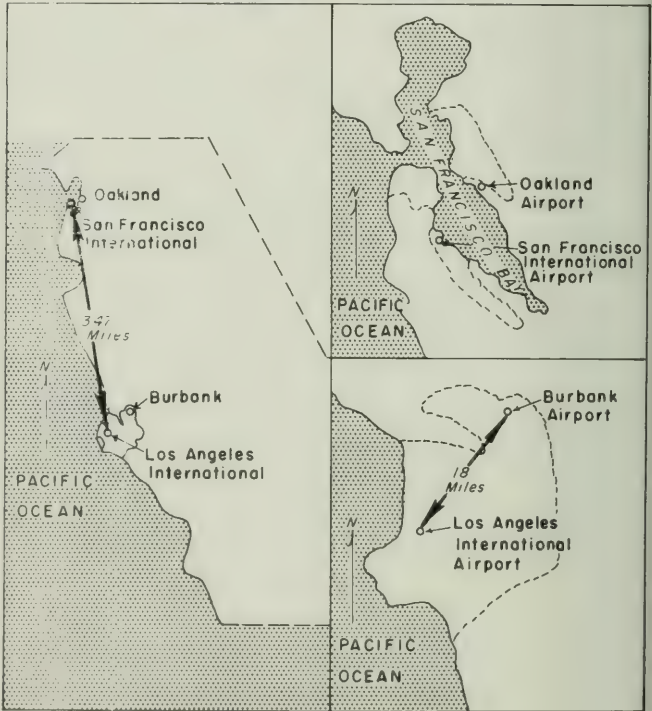 Oakland
San Francisco
International
347
Miles
N
Burbank
Los Angeles
International
PACIFIC
OCEAN
SAN FRANCISCO BAY
N
Oakland
Airport
San Francisco
International
Airport
PACIFIC
OCEAN
Burbank
Airport
18
Miles
N
Los Angeles
International
Airport
PACIFIC
OCEAN